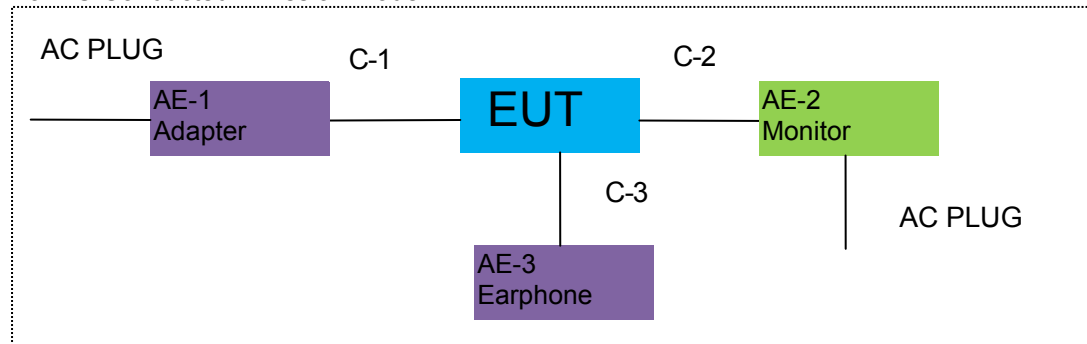 AC PLUG
C-1
C-2
AE-1
Adapter
EUT
AE-2
Monitor
C-3
AC PLUG
AE-3
Earphone